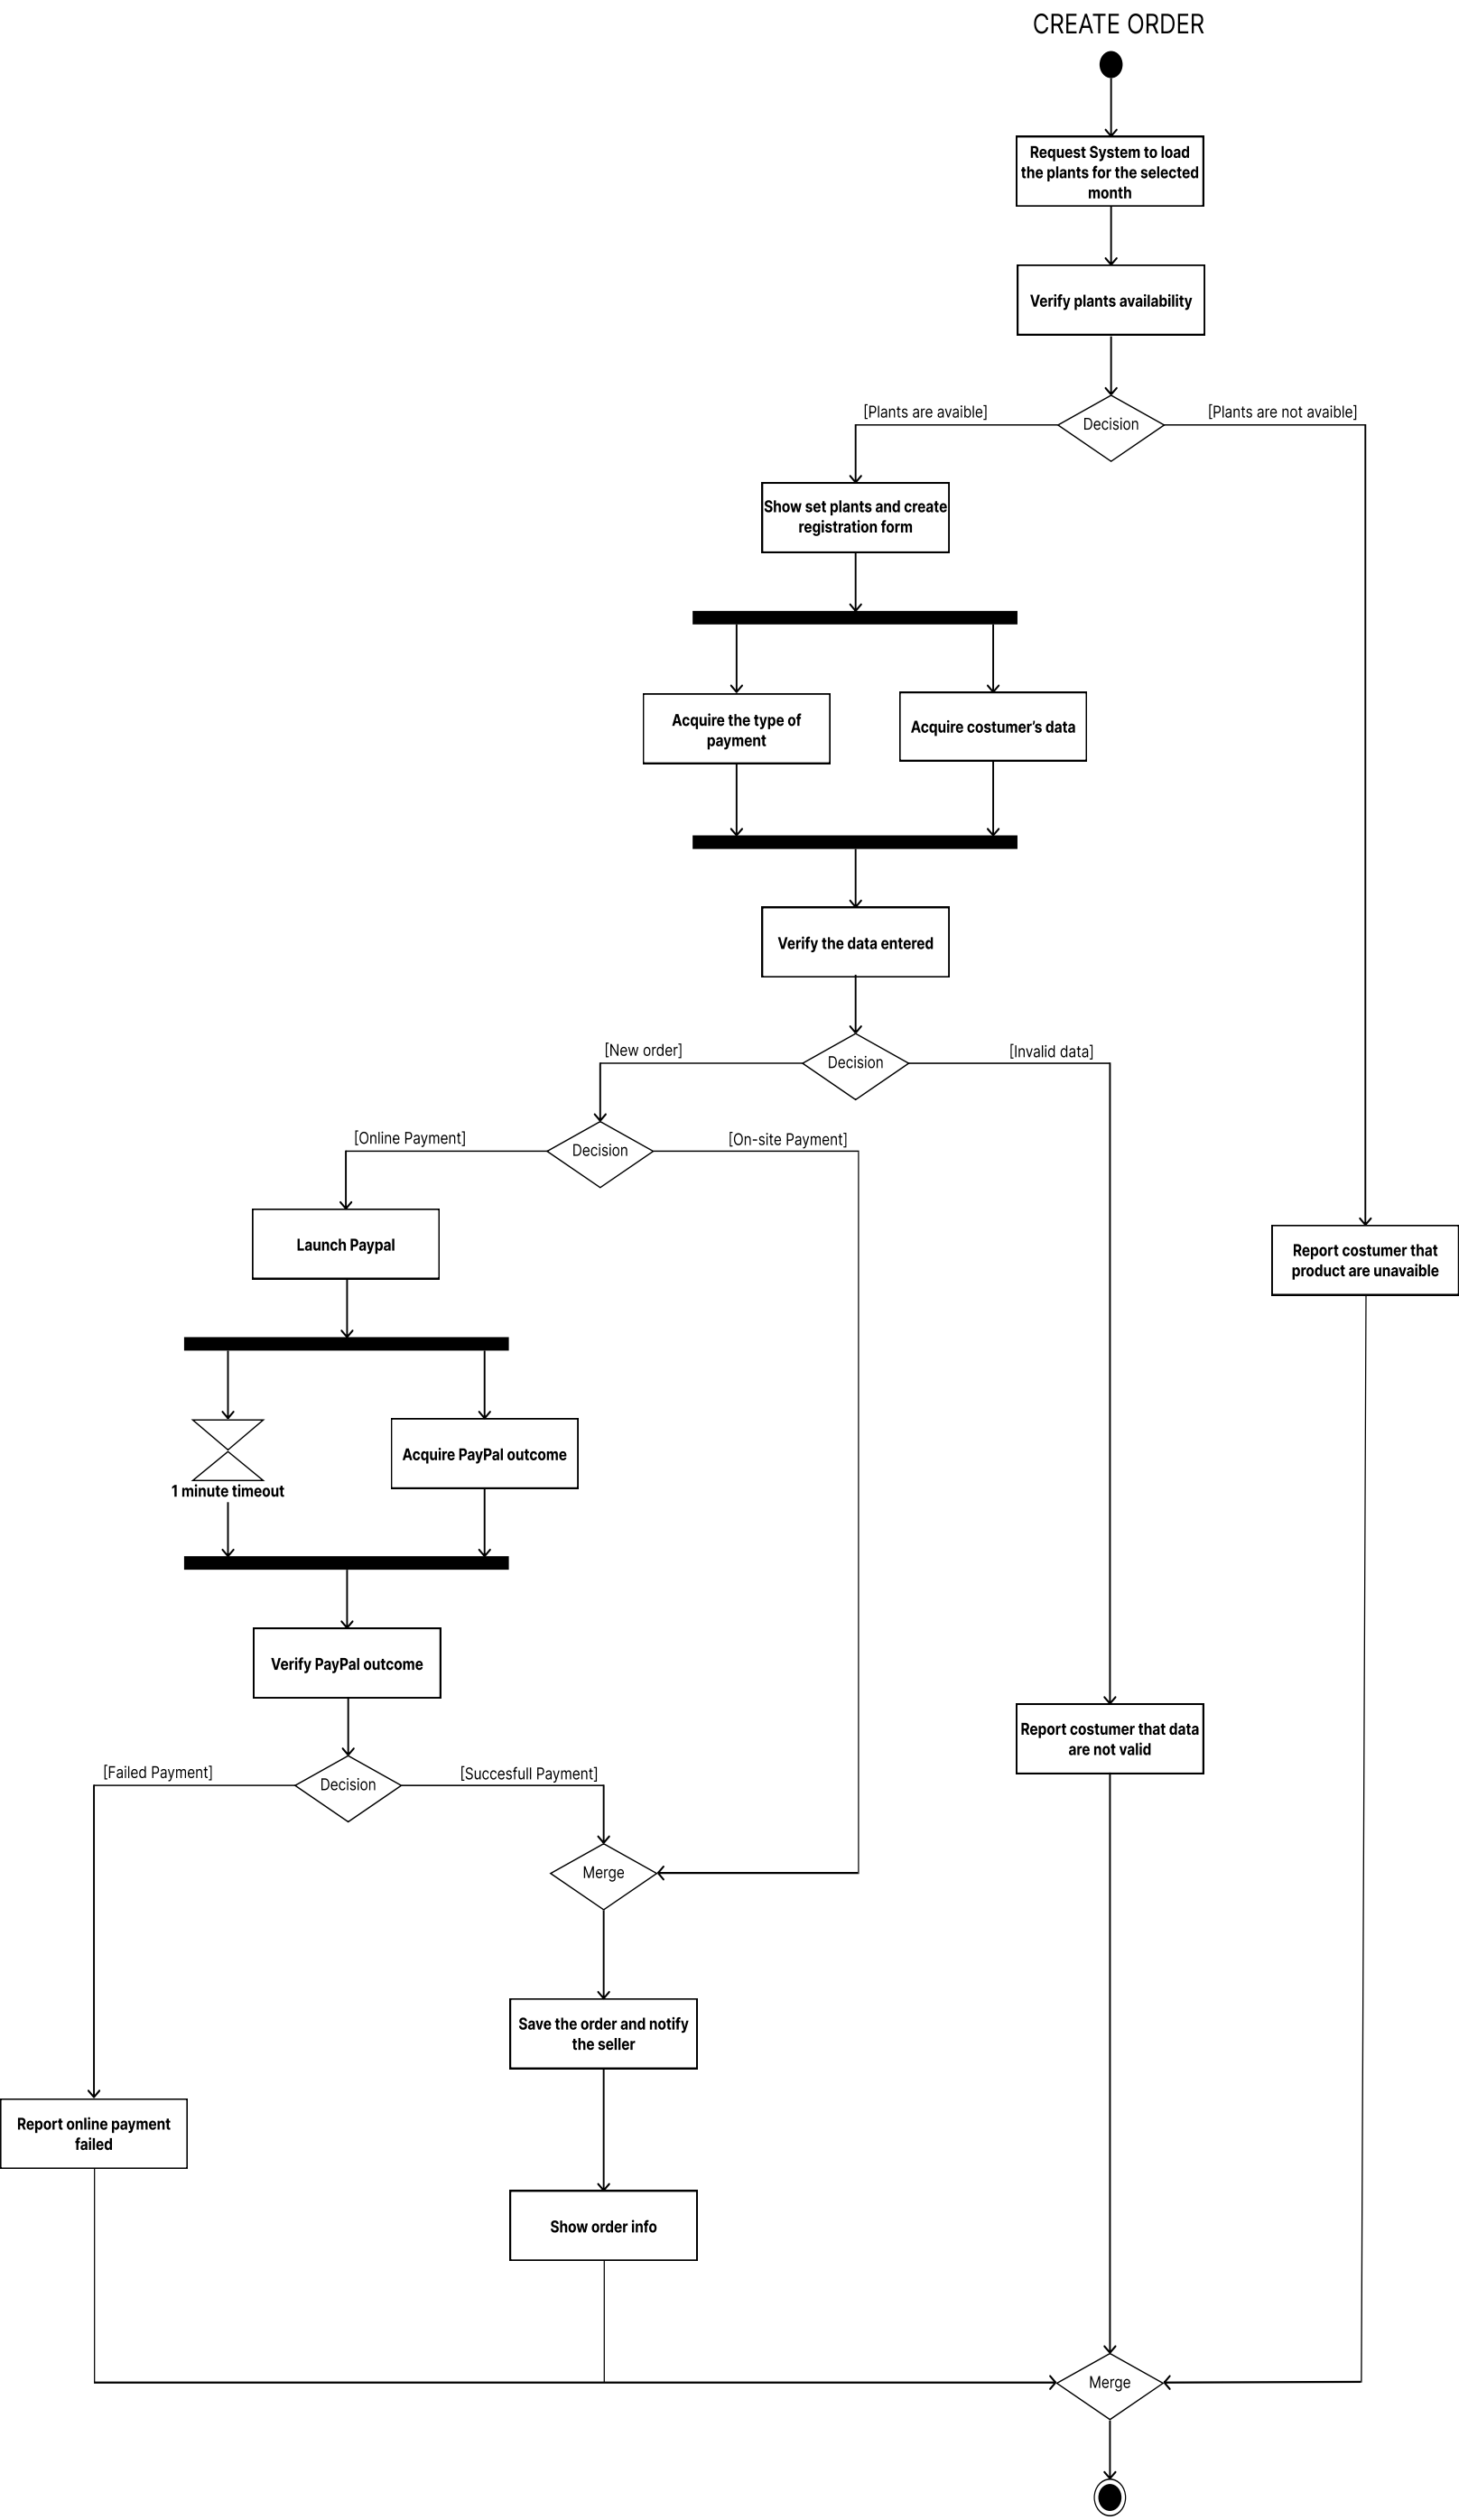 CREATE ORDER
Request System to load
the plants for the selected
month
Verify plants availability
[Plants are avaible]
Decision
[Plants are not avaible]
Show set plants and create
registration form
Acquire the type of
payment
Acquire costumer's data
Verify the data entered
[New order]
Decision
[Invalid data]
[Online Payment]
Decision
[On-site Payment]
Launch Paypal
Report costumer that
product are unavaible
Acquire PayPal outcome
1 minute timeout
Verify PayPal outcome
Report costumer that data
are not valid
[Failed Payment]
Decision
[Succesfull Payment]
Merge
Save the order and notify
the seller
Report online payment
failed
Show order info
Merge